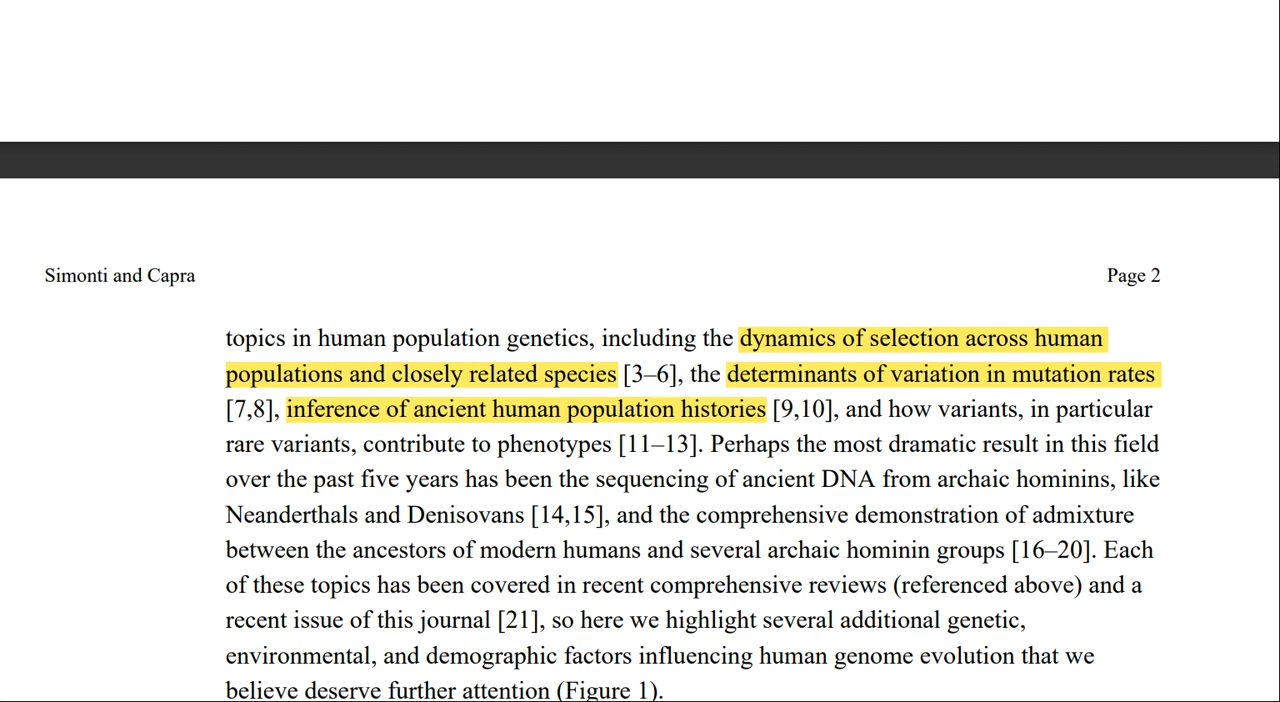 Simonti and Capra Page 2
topics in human population genetics, including the dynamics of selection across human
populations and closely related species [3–6], the determinants of variation in mutation rates
[7,8], inference of ancient human population histories [9,10], and how variants, in particular
rare variants, contribute to phenotypes [11–13]. Perhaps the most dramatic result in this field
over the past five years has been the sequencing of ancient DNA from archaic hominins, like
Neanderthals and Denisovans [14,15], and the comprehensive demonstration of admixture
between the ancestors of modern humans and several archaic hominin groups [16–20]. Each
of these topics has been covered in recent comprehensive reviews (referenced above) and a
recent issue of this journal [21], so here we highlight several additional genetic,
environmental, and demographic factors influencing human genome evolution that we
believe deserve further attention (Figure 1).